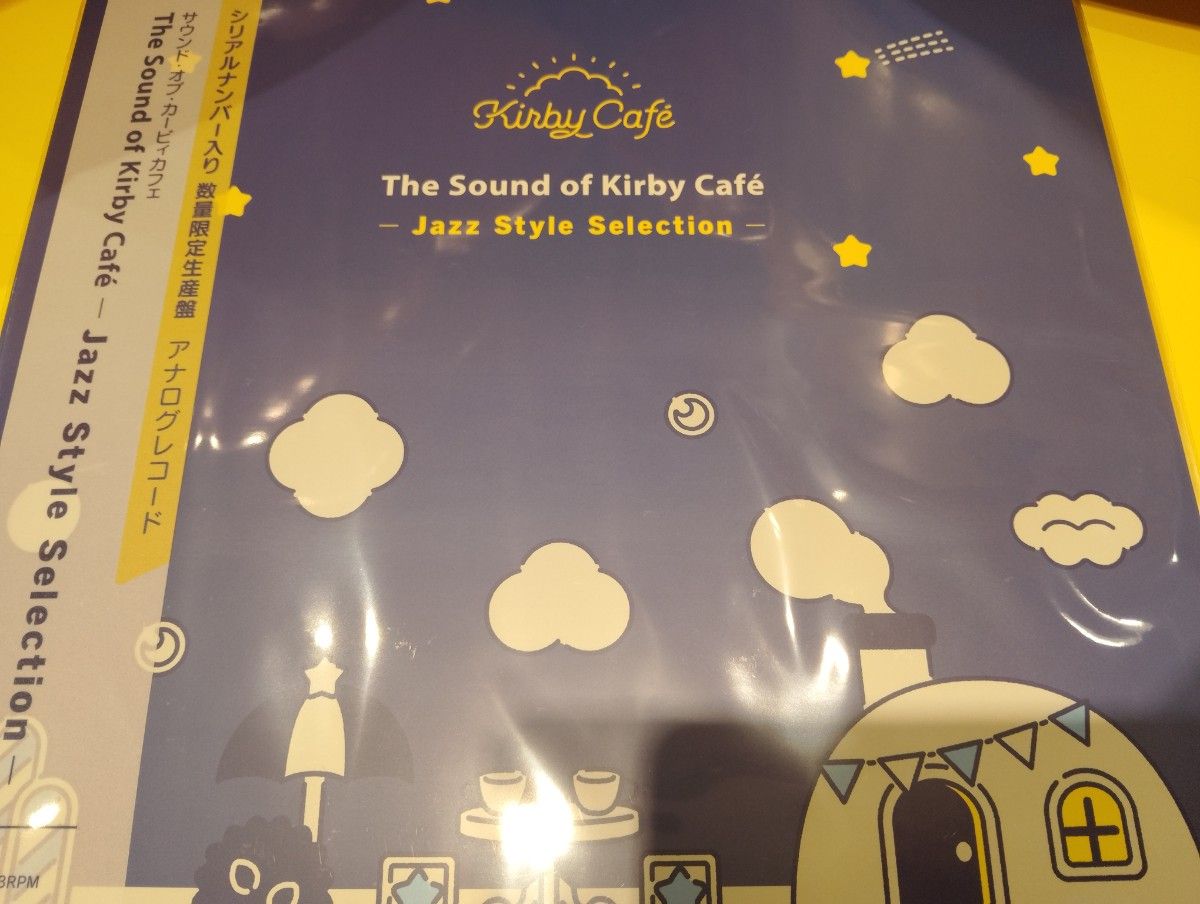 シリアルナンバー入り 数量限定生産盤 アナログレコード
サウンド・オブ・カービィカフェ
The Sound of Kirby Café – Jazz Style Selection –
Kirby Café
The Sound of Kirby Café
– Jazz Style Selection –
3RPM